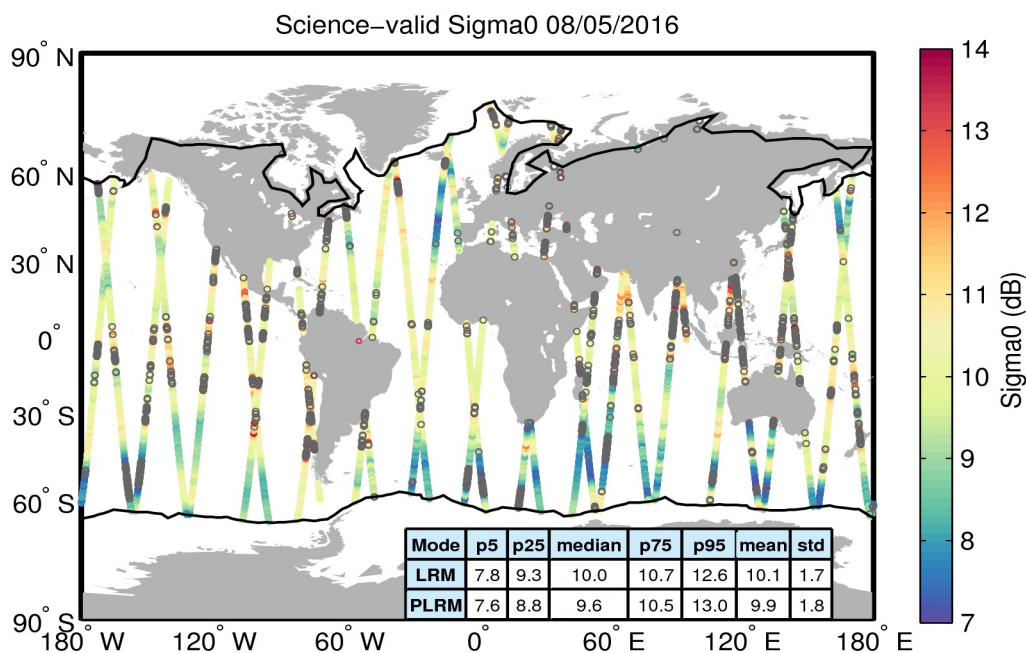 Science−valid Sigma0 08/05/2016
90° N
60° N
30° N
0°
30° S
60° S
90° S
180° W
120° W
60° W
0°
60° E
120° E
180° E
14
13
12
11
10
9
8
7
Sigma0 (dB)
Mode p5 p25 median p75 p95 mean std
LRM 7.8 9.3 10.0 10.7 12.6 10.1 1.7
PLRM 7.6 8.8 9.6 10.5 13.0 9.9 1.8